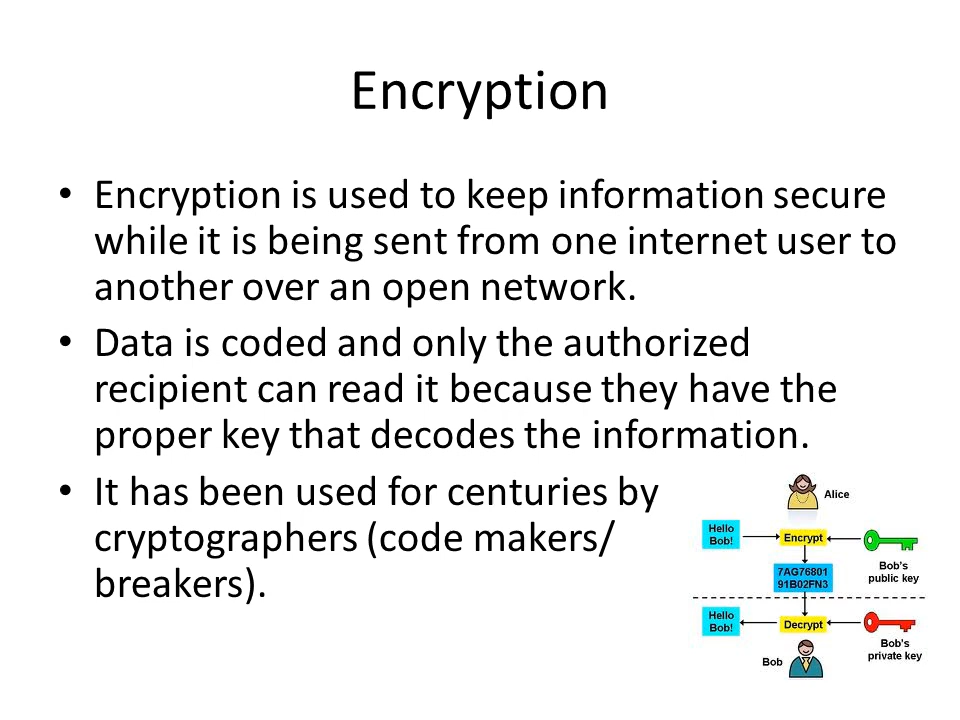 Encryption
• Encryption is used to keep information secure
while it is being sent from one internet user to
another over an open network.
• Data is coded and only the authorized
recipient can read it because they have the
proper key that decodes the information.
• It has been used for centuries by
cryptographers (code makers/
breakers).
Alice
Hello
Bob!
Encrypt
Bob's
public key
7AG76801
91B02FN3
Hello
Bob!
Decrypt
Bob's
private key
Bob